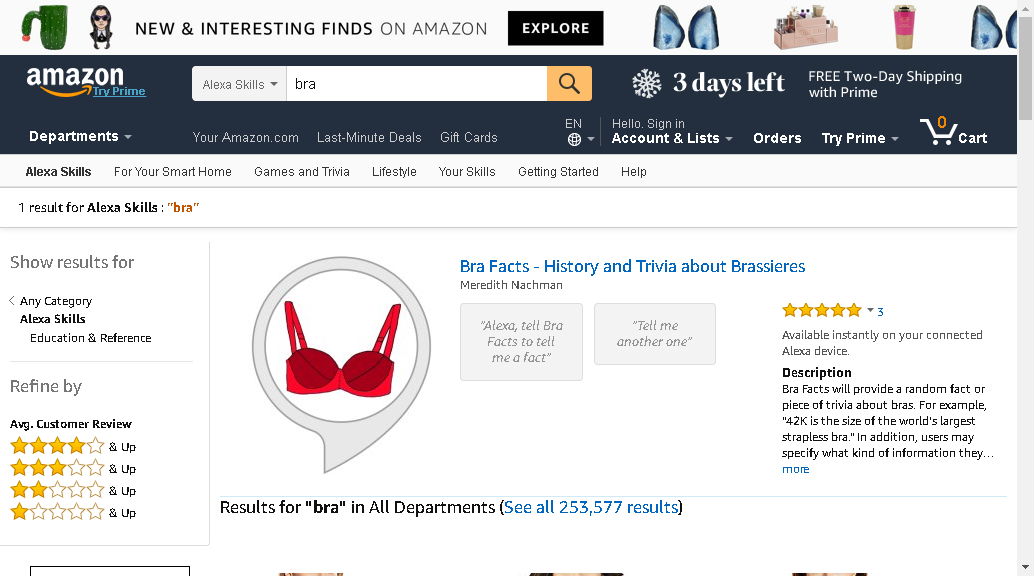 NEW & INTERESTING FINDS ON AMAZON EXPLORE
amazon
Try Prime
Alexa Skills bra
3 days left
FREE Two-Day Shipping
with Prime
Departments
Your Amazon.com Last-Minute Deals Gift Cards
EN
Hello. Sign in
Account & Lists
Orders
Try Prime
0
Cart
Alexa Skills For Your Smart Home Games and Trivia Lifestyle Your Skills Getting Started Help
1 result for Alexa Skills : "bra"
Show results for
Any Category
Alexa Skills
Education & Reference
Refine by
Avg. Customer Review
& Up
& Up
& Up
& Up
Bra Facts - History and Trivia about Brassieres
Meredith Nachman
"Alexa, tell Bra
Facts to tell
me a fact"
"Tell me
another one"
3
Available instantly on your connected
Alexa device.
Description
Bra Facts will provide a random fact or
piece of trivia about bras. For example,
"42K is the size of the world's largest
strapless bra." In addition, users may
specify what kind of information they…
more
Results for "bra" in All Departments (See all 253,577 results)